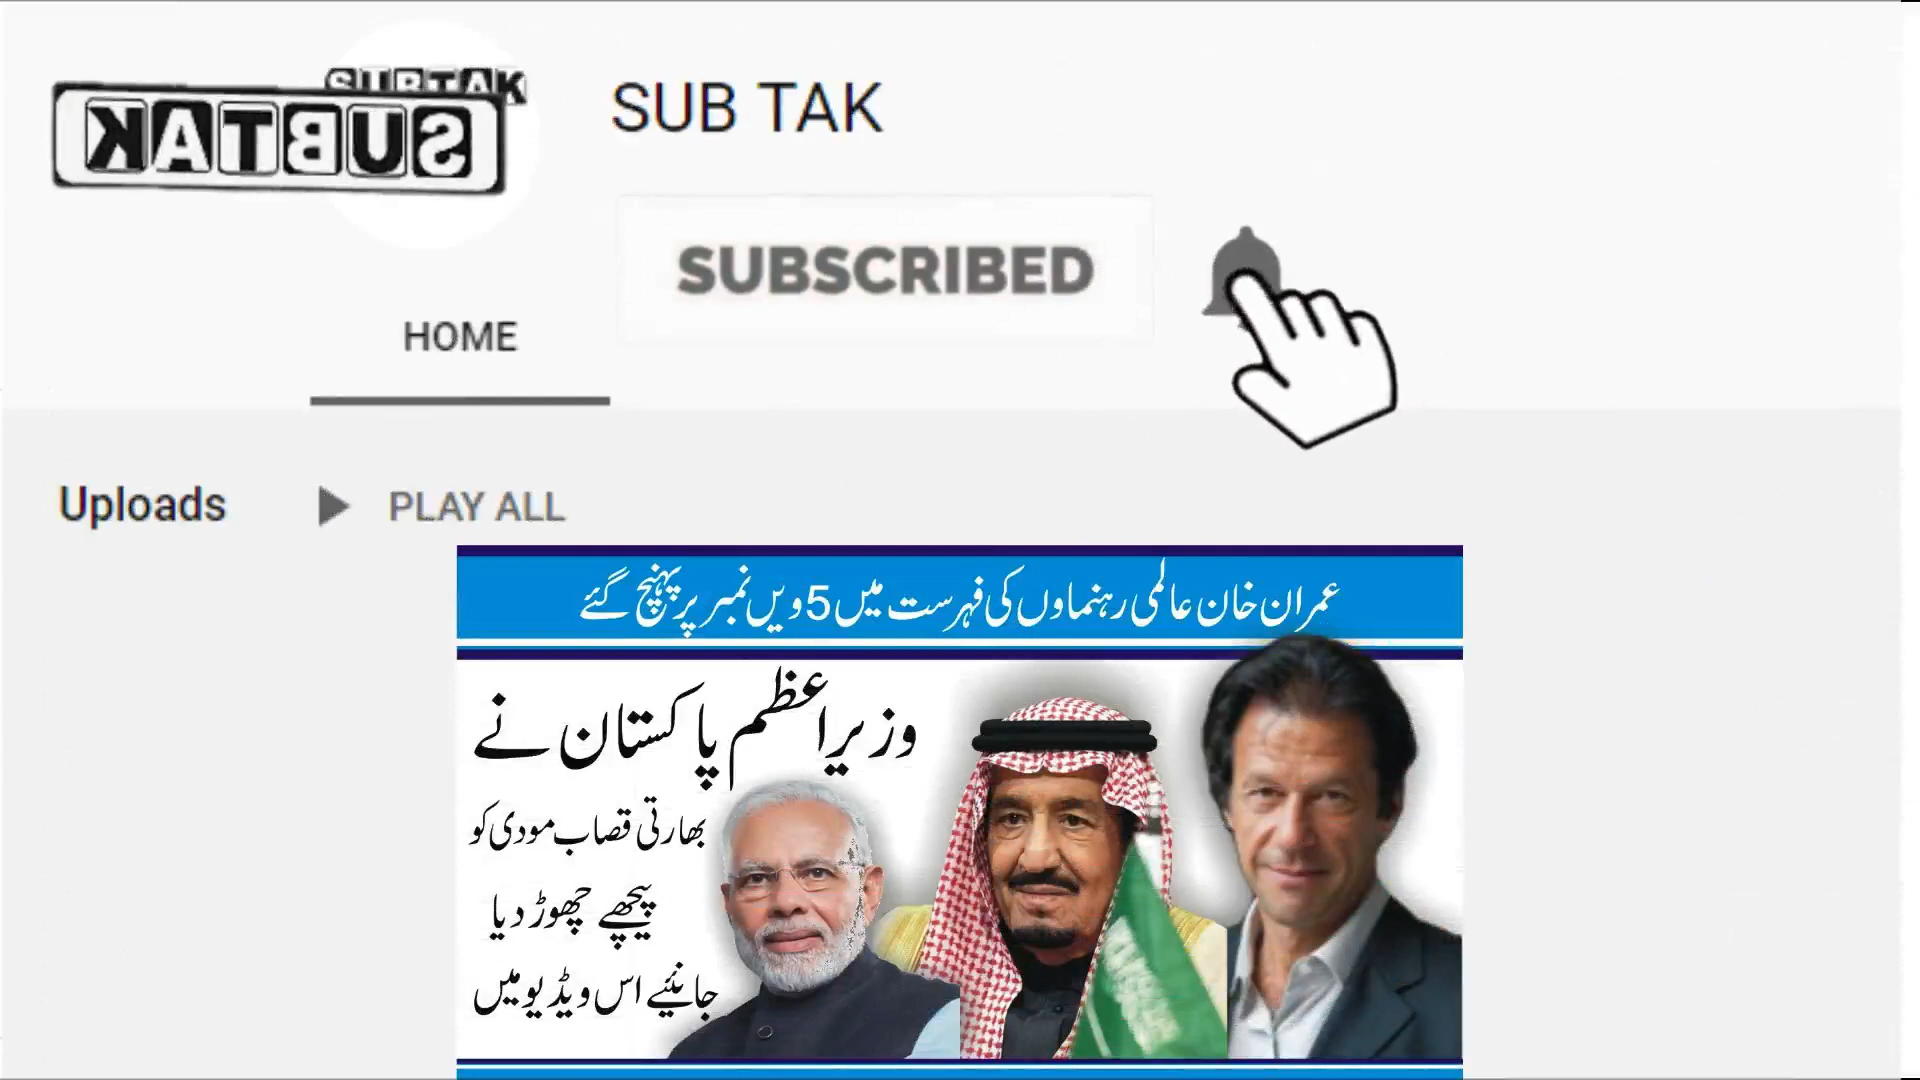 SUBTAK
SUBTAK
SUB TAK
SUBSCRIBED
HOME
Uploads
PLAY ALL
عمران خان عالمی رہنماوں کی فہرست میں 5 ویں نمبر پر پہنچ گئے
وزیراعظم پاکستان نے
بھارتی قصاب مودی کو
پیچھے چھوڑ دیا
جانیئے اس ویڈیو میں